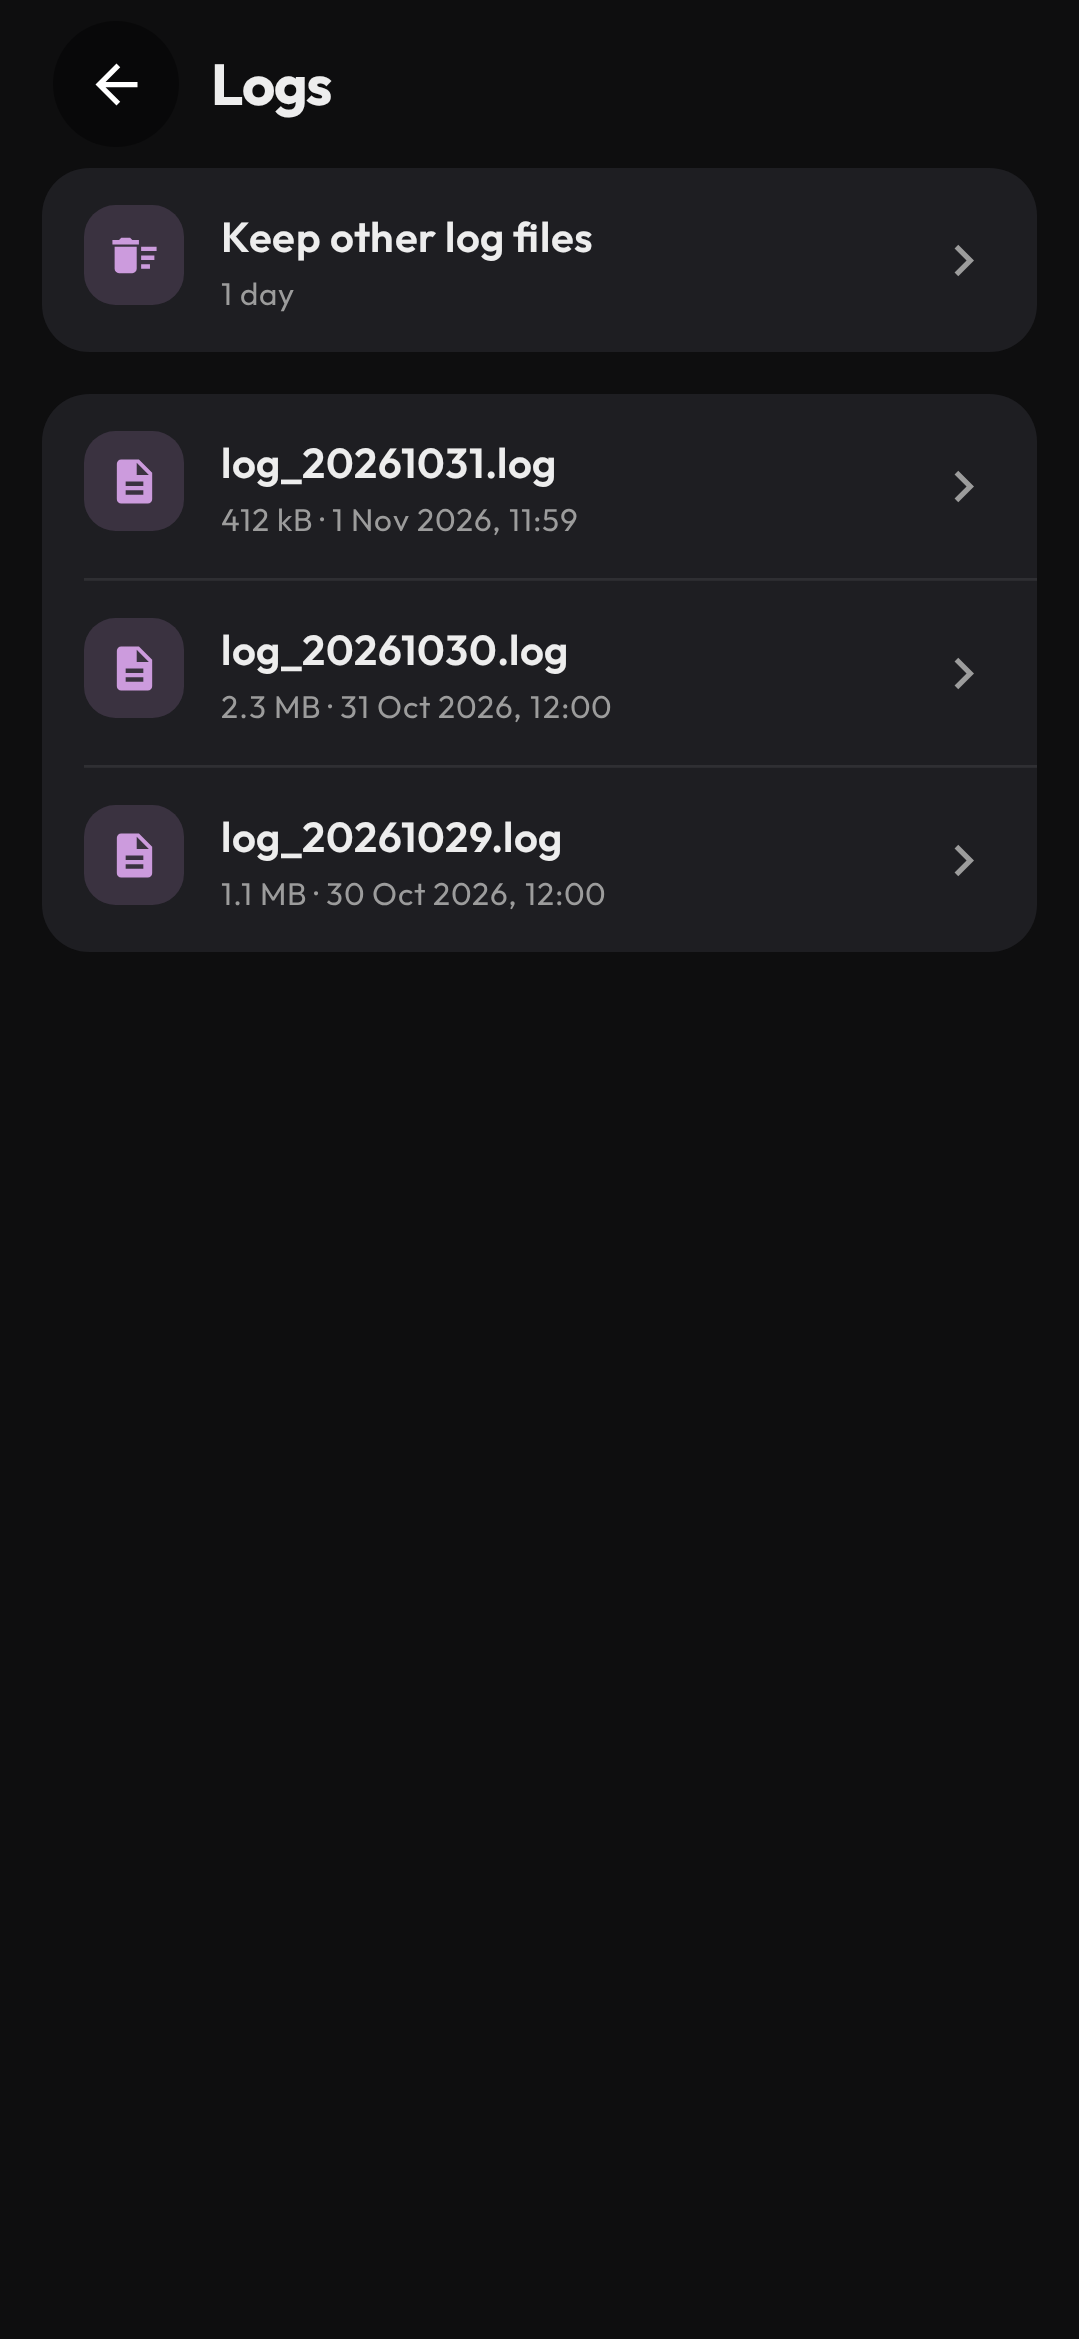 Logs
Keep other log files
1 day
log_20261031.log
412 kB · 1 Nov 2026, 11:59
log_20261030.log
2.3 MB · 31 Oct 2026, 12:00
log_20261029.log
1.1 MB · 30 Oct 2026, 12:00